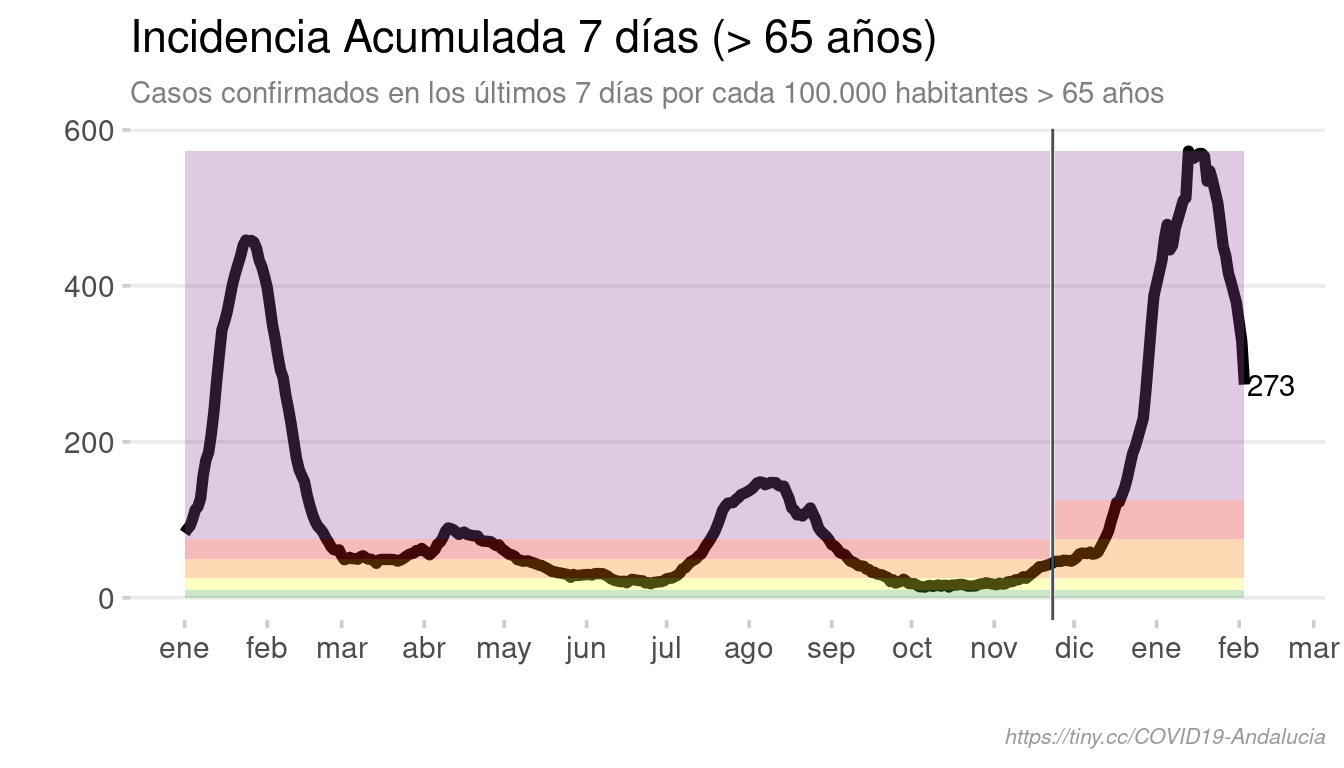 Incidencia Acumulada 7 días (> 65 años)
Casos confirmados en los últimos 7 días por cada 100.000 habitantes > 65 años
600
400
200
0
273
ene feb mar abr may jun jul ago sep oct nov dic ene feb mar
https://tiny.cc/COVID19-Andalucia